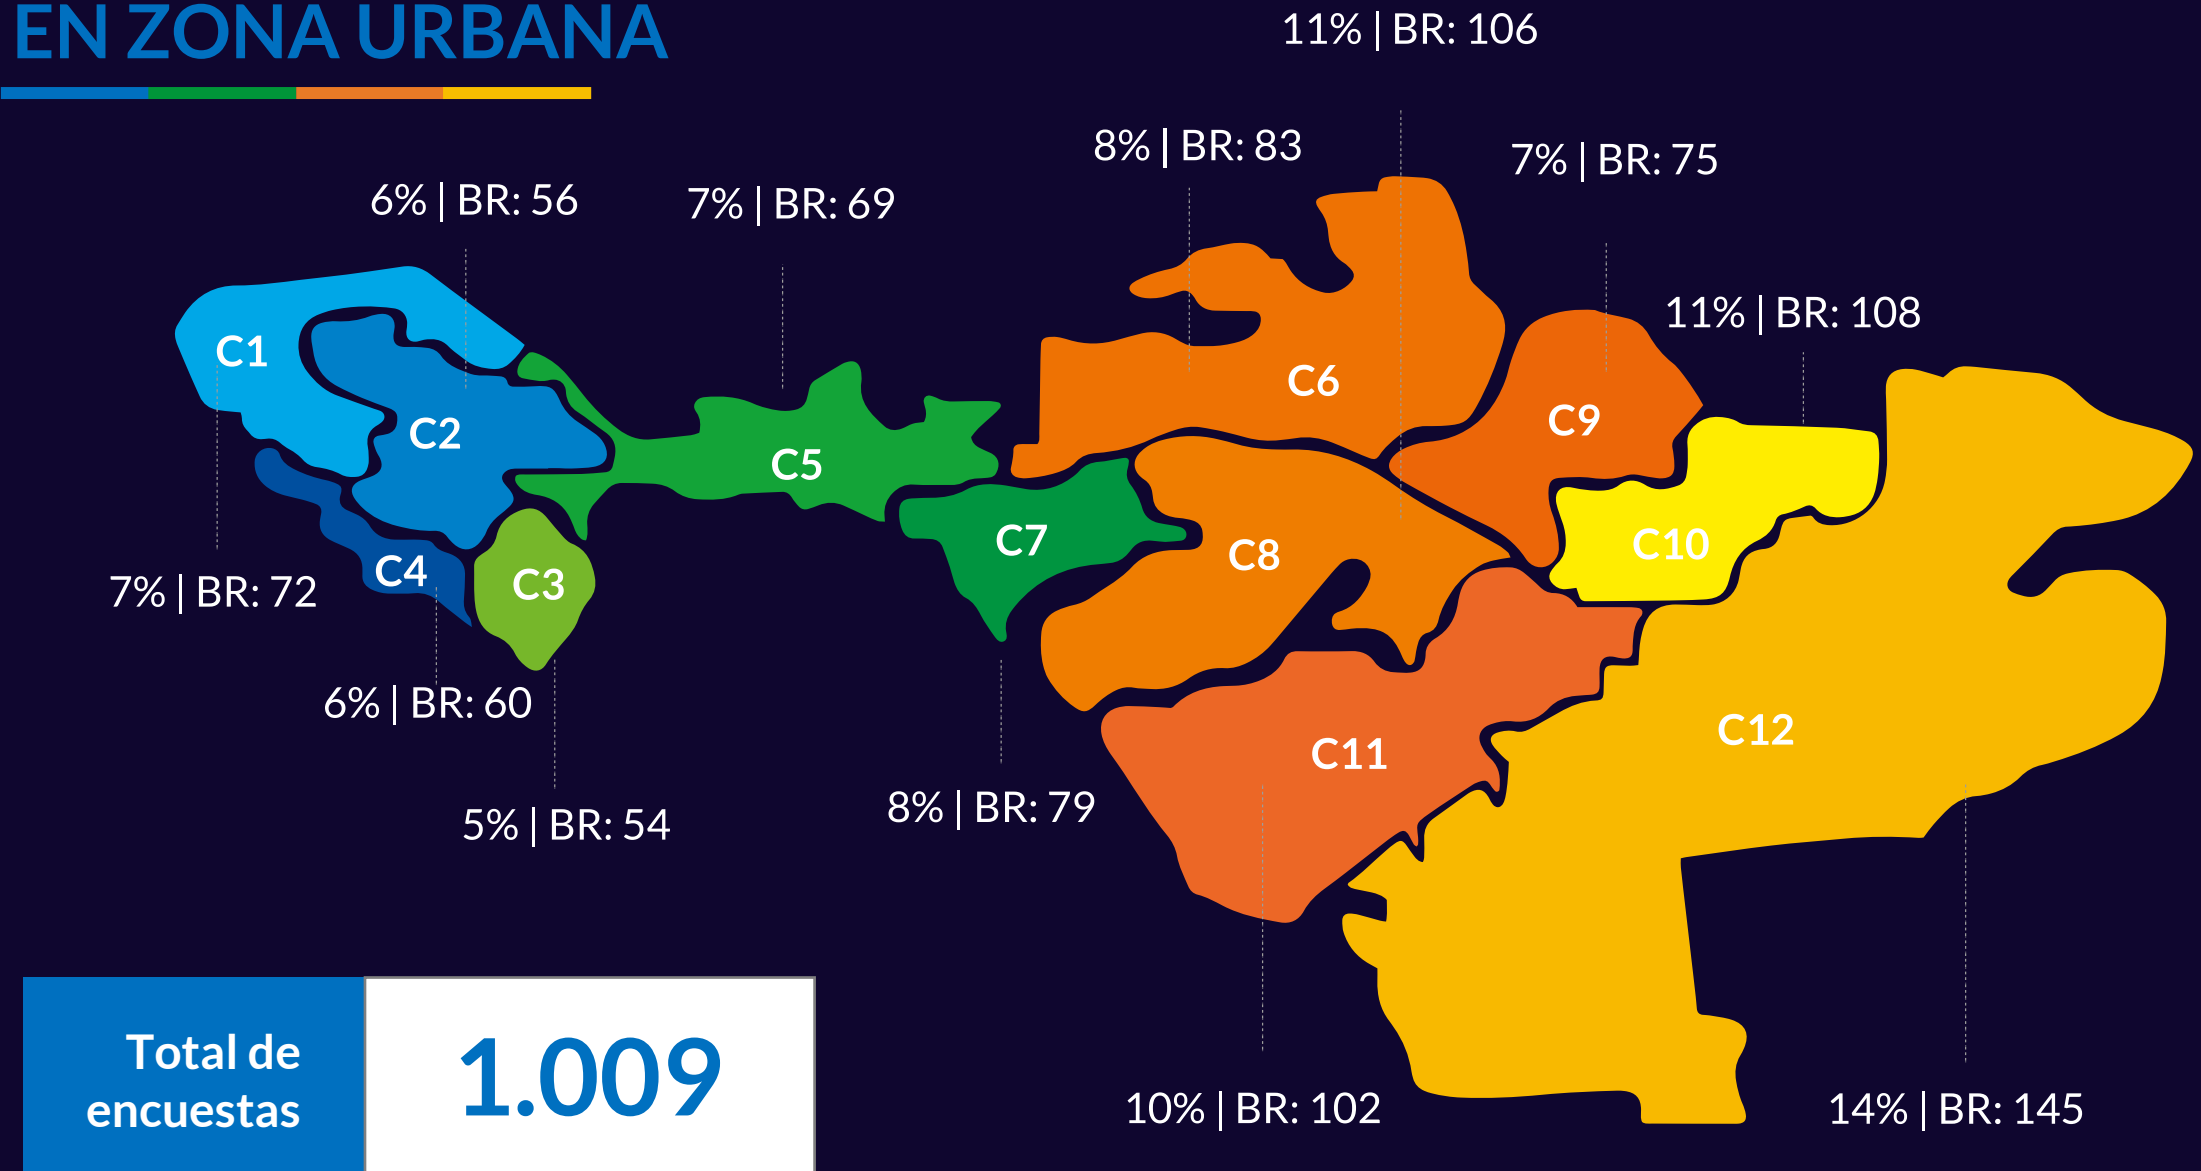 EN ZONA URBANA
11% | BR: 106
8% | BR: 83
7% | BR: 75
6% | BR: 56
7% | BR: 69
11% | BR: 108
C1
C6
C9
C2
C5
C7
C10
C8
C4
C3
7% | BR: 72
6% | BR: 60
C12
C11
8% | BR: 79
5% | BR: 54
Total de
encuestas
1.009
10% | BR: 102
14% | BR: 145